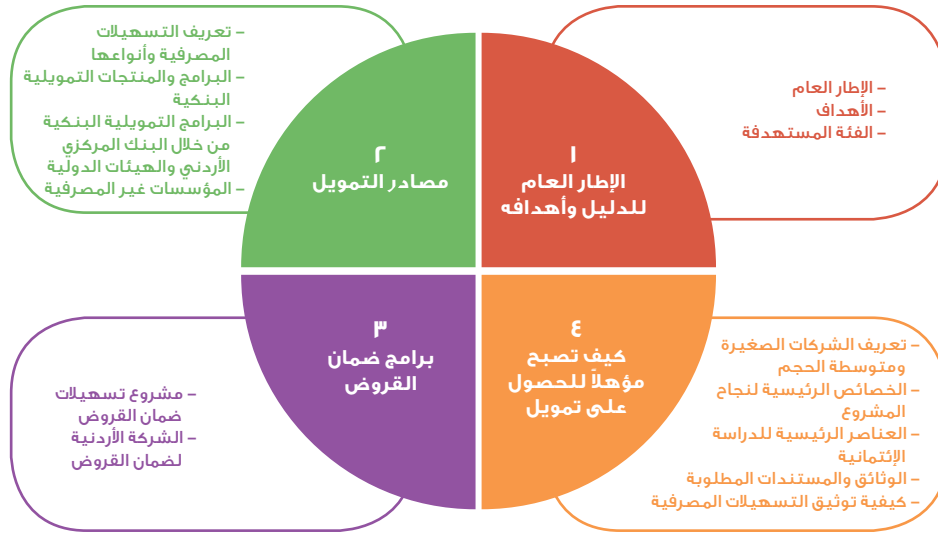 ١
الإطار العام
للدليل وأهدافه
– الإطار العام
– الأهداف
– الفئة المستهدفة
٢
مصادر التمويل
– تعريف التسهيلات
المصرفية وأنواعها
– البرامج والمنتجات التمويلية
البنكية
– البرامج التمويلية البنكية
من خلال البنك المركزي
الأردني والهيئات الدولية
– المؤسسات غير المصرفية
٣
برامج ضمان
القروض
– مشروع تسهيلات
ضمان القروض
– الشركة الأردنية
لضمان القروض
٤
كيف تصبح
مؤهلاً للحصول
على تمويل
– تعريف الشركات الصغيرة
ومتوسطة الحجم
– الخصائص الرئيسية لنجاح
المشروع
– العناصر الرئيسية للدراسة
الإئتمانية
– الوثائق والمستندات المطلوبة
– كيفية توثيق التسهيلات المصرفية